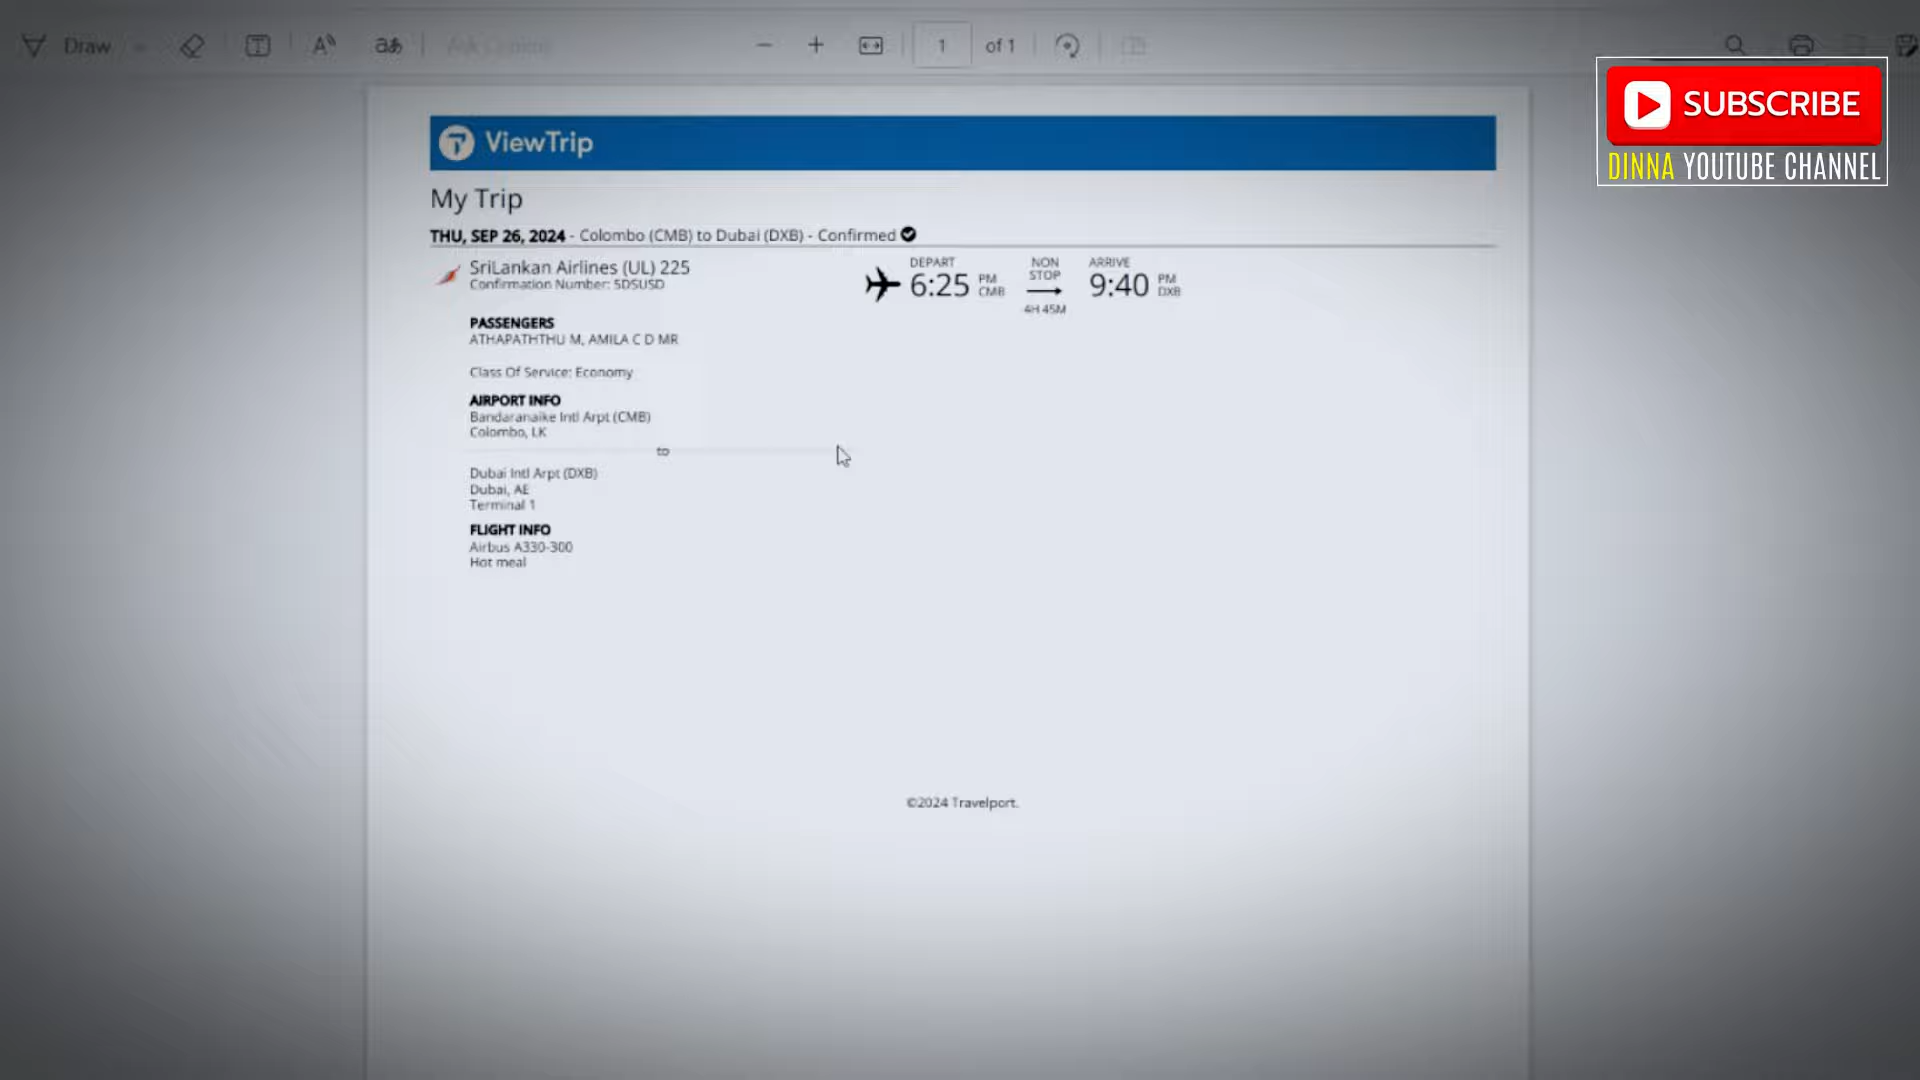 Draw
A
aあ
1 of 1
SUBSCRIBE
DINNA YOUTUBE CHANNEL
ViewTrip
My Trip
THU, SEP 26, 2024 - Colombo (CMB) to Dubai (DXB) - Confirmed
SriLankan Airlines (UL) 225
Confirmation Number: 5DSUSD
DEPART
6:25 PM CMB
NON STOP
4H 45M
ARRIVE
9:40 PM DXB
PASSENGERS
ATHAPATHTHU M, AMILA C D MR
Class Of Service: Economy
AIRPORT INFO
Bandaranaike Intl Arpt (CMB)
Colombo, LK
to
Dubai Intl Arpt (DXB)
Dubai, AE
Terminal 1
FLIGHT INFO
Airbus A330-300
Hot meal
©2024 Travelport.